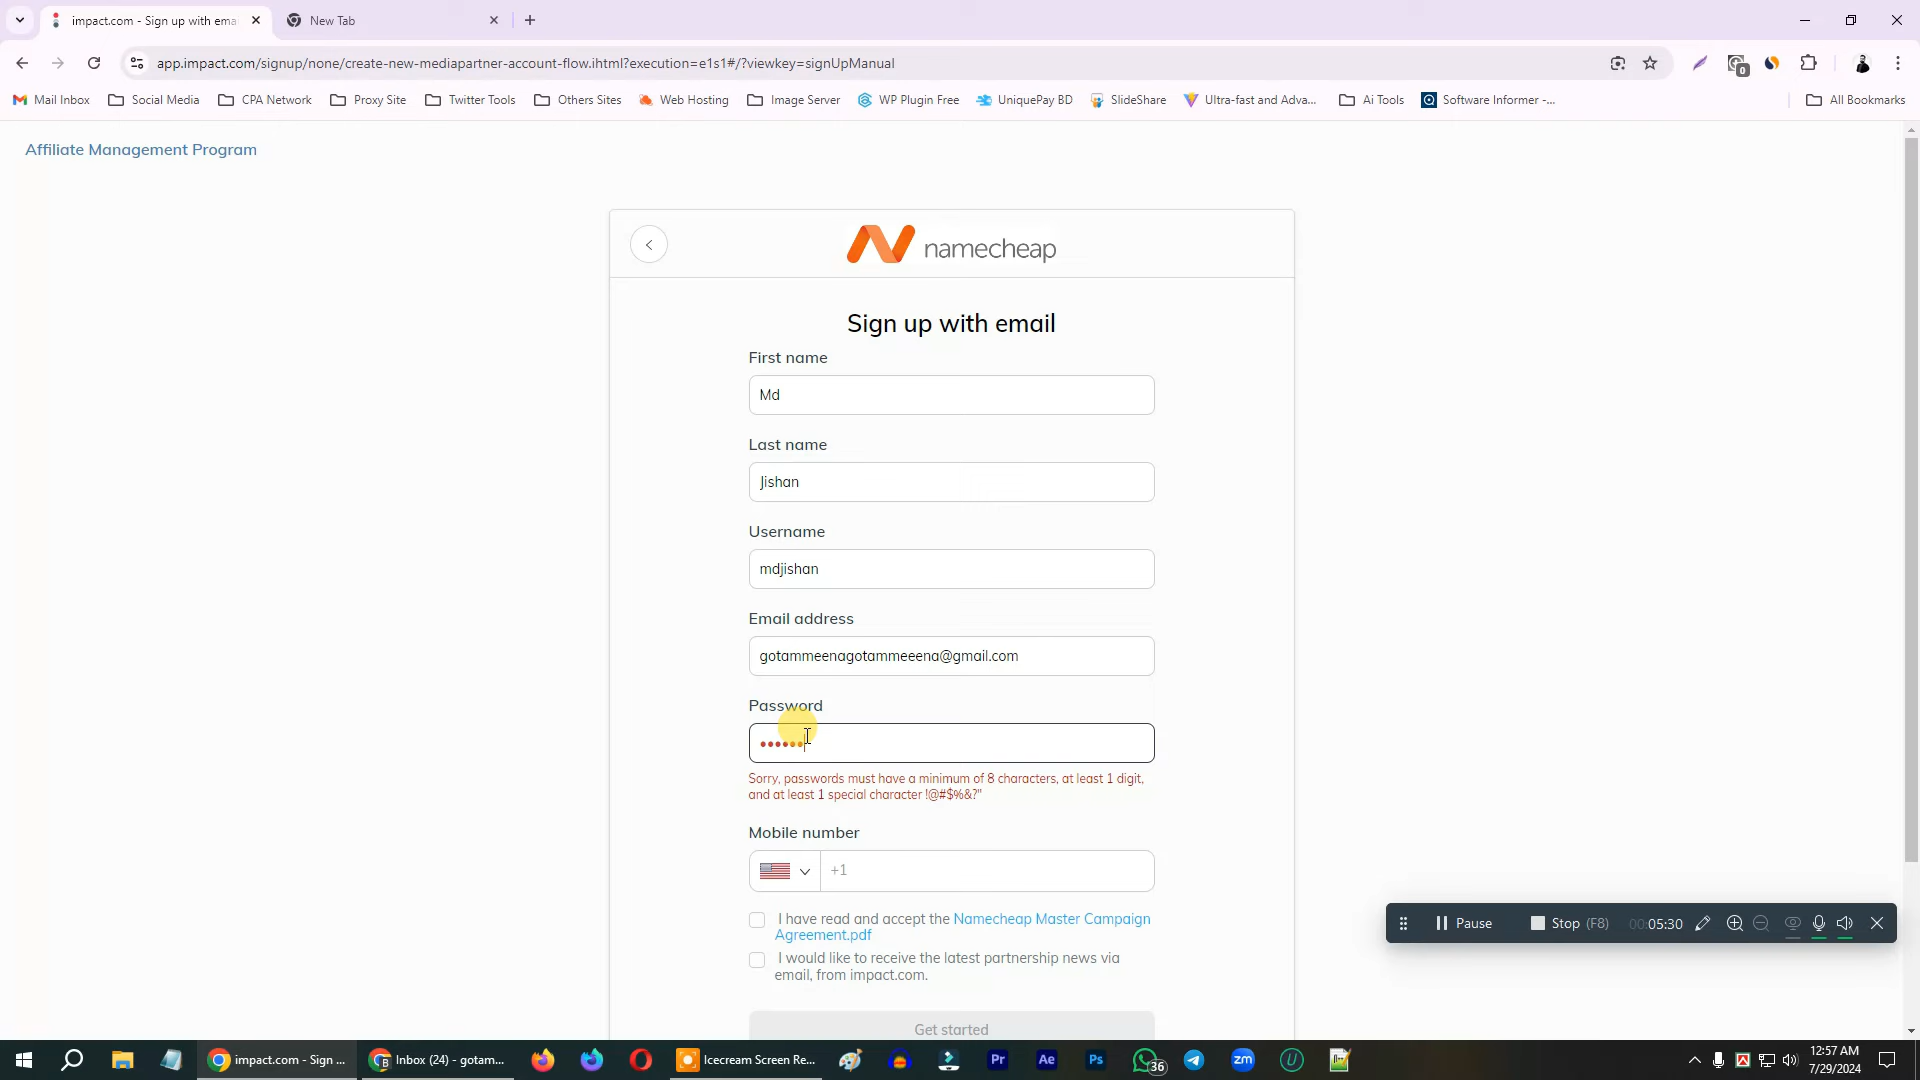 impact.com - Sign up with ema
New Tab
app.impact.com/signup/none/create-new-mediapartner-account-flow.ihtml?execution=e1s1#/?viewkey=signUpManual
0
Mail Inbox
Social Media
CPA Network
Proxy Site
Twitter Tools
Others Sites
Web Hosting
Image Server
WP Plugin Free
UniquePay BD
SlideShare
Ultra-fast and Adva...
Ai Tools
Software Informer -...
All Bookmarks
Affiliate Management Program
namecheap
Sign up with email
First name
Md
Last name
Jishan
Username
mdjishan
Email address
gotammeenagotammeeena@gmail.com
Password
Sorry, passwords must have a minimum of 8 characters, at least 1 digit,
and at least 1 special character !@#$%&?"
Mobile number
+1
I have read and accept the Namecheap Master Campaign
Agreement.pdf
I would like to receive the latest partnership news via
email, from impact.com.
Get started
Pause
Stop (F8)
00:05:30
impact.com - Sign ...
Inbox (24) - gotam...
Icecream Screen Re...
Pr
Ae
Ps
36
zm
U
12:57 AM
7/29/2024